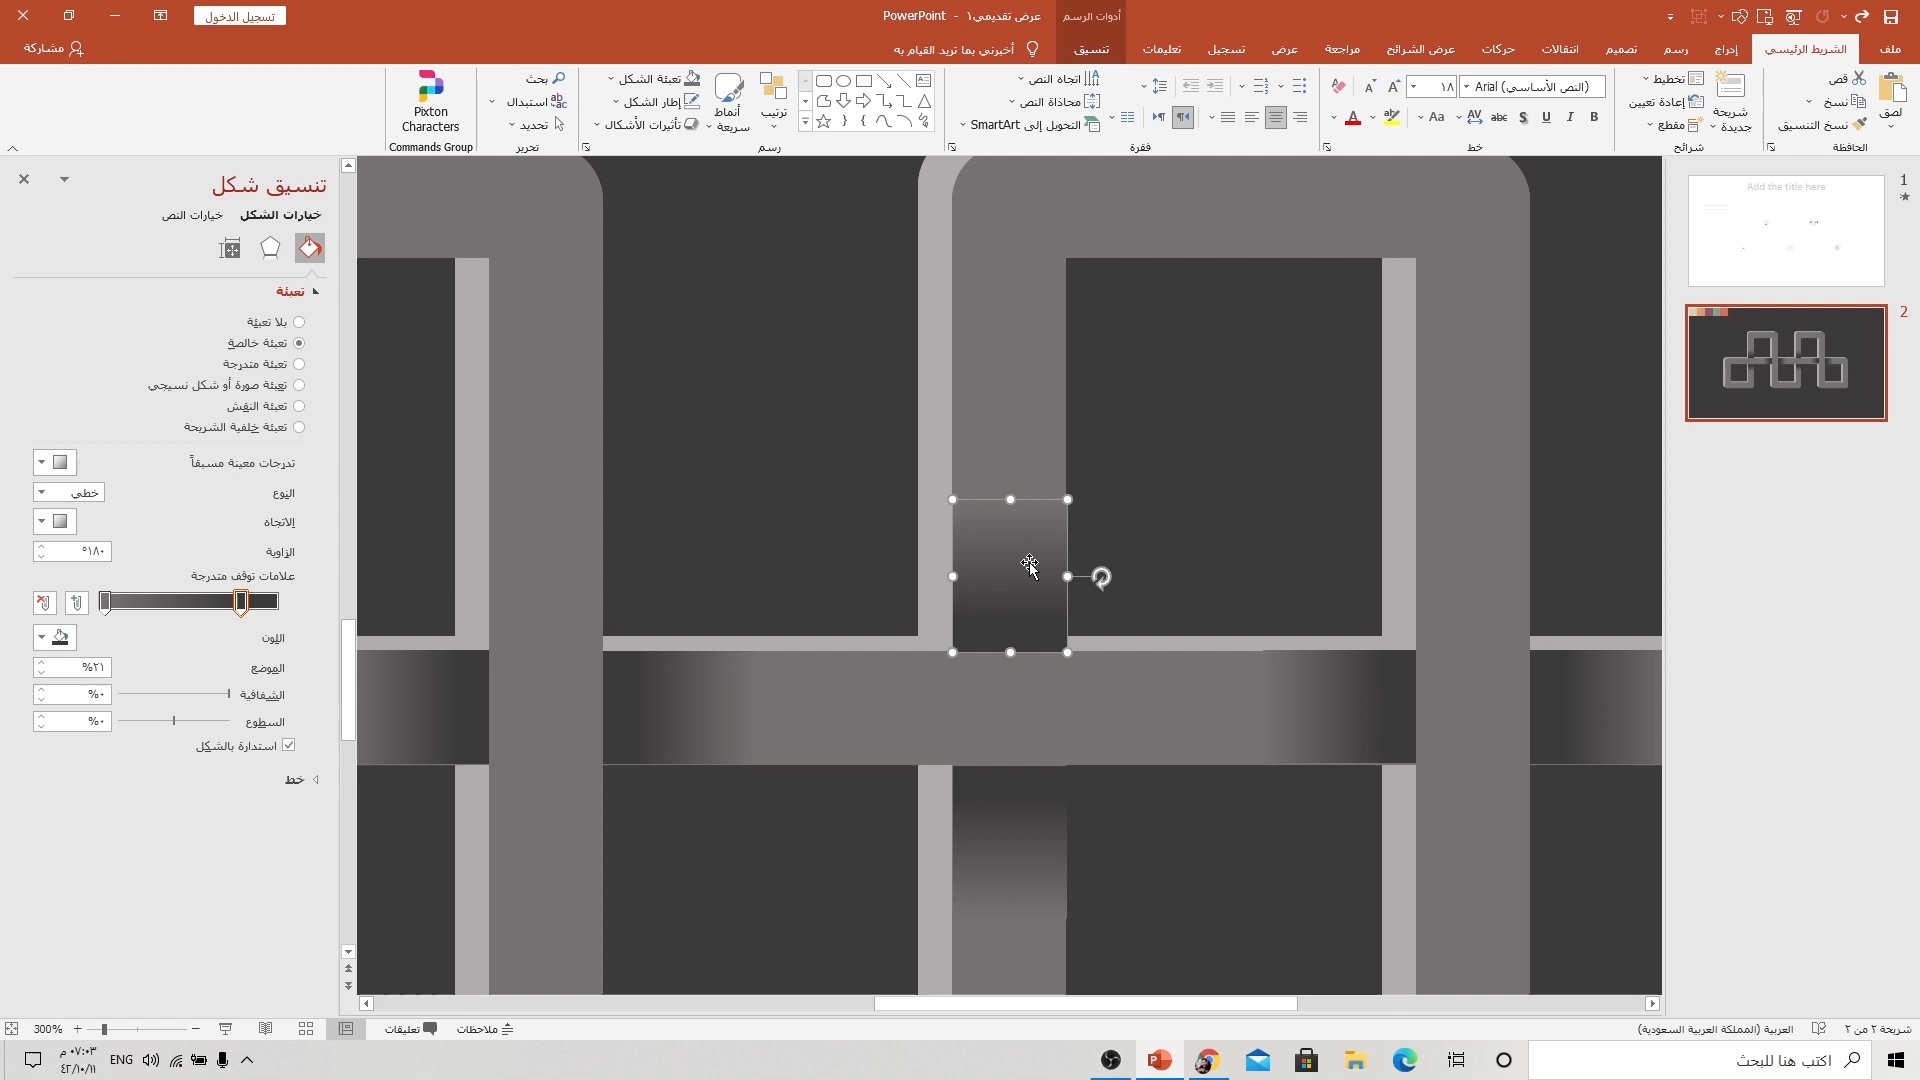 تسجيل الدخول
عرض تقديمي١ - PowerPoint
أدوات الرسم
ملف
الشريط الرئيسي
إدراج
رسم
تصميم
انتقالات
حركات
عرض الشرائح
مراجعة
عرض
تسجيل
تعليمات
تنسيق
أخبرني بما تريد القيام به
مشاركة
لصق
قص
نسخ
نسخ التنسيق
الحافظة
شريحة جديدة
تخطيط
إعادة تعيين
مقطع
شرائح
Arial (النص الأساسي)
١٨
B I U S abc AV Aa
خط
اتجاه النص
محاذاة النص
التحويل إلى SmartArt
فقرة
ترتيب
أنماط سريعة
تعبئة الشكل
إطار الشكل
تأثيرات الأشكال
رسم
بحث
استبدال
تحديد
تحرير
Pixton
Characters
Commands Group
تنسيق شكل
خيارات الشكل
خيارات النص
تعبئة
بلا تعبئة
تعبئة خالصة
تعبئة متدرجة
تعبئة صورة أو شكل نسيجي
تعبئة النقش
تعبئة خلفية الشريحة
تدرجات معينة مسبقاً
النوع
خطي
الاتجاه
الزاوية
١٨٠°
علامات توقف متدرجة
اللون
الموضع
٢١%
الشفافية
٠%
السطوع
٠%
استدارة بالشكل
خط
1
Add the title here
2
شريحة ٢ من ٢
العربية (المملكة العربية السعودية)
ملاحظات
تعليقات
300%
اكتب هنا للبحث
ENG
٠٧:٠٣ م
٤٢/١٠/١١